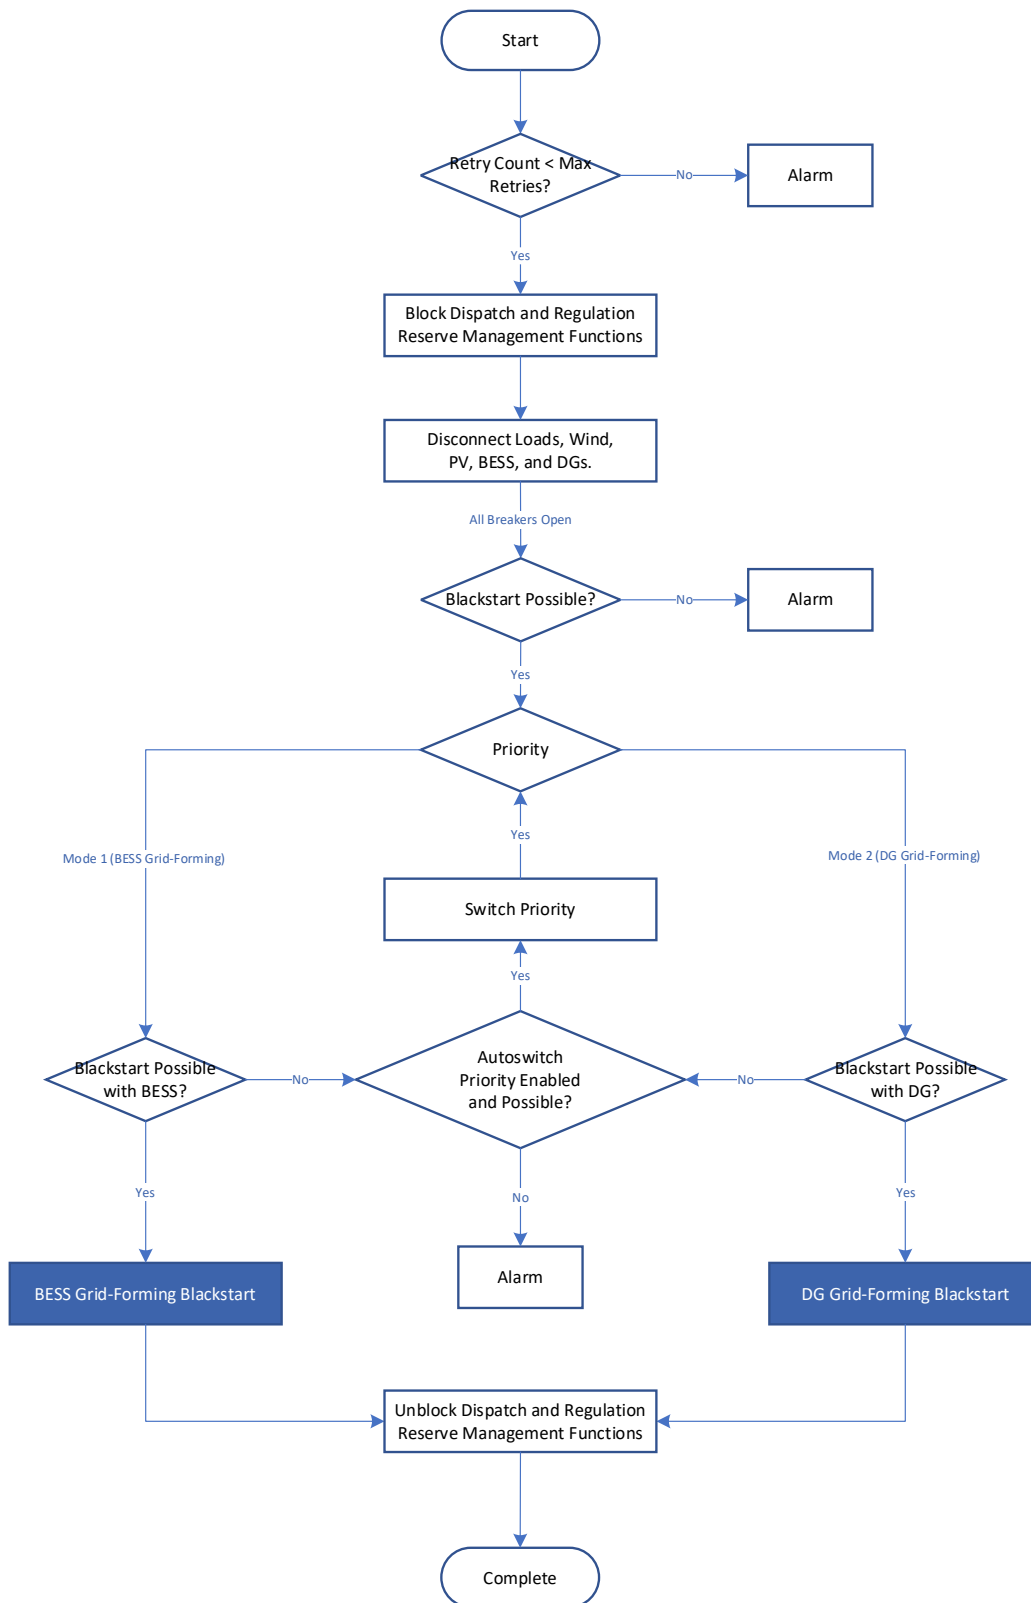 Start
Retry Count < Max
Retries?
No
Alarm
Yes
Block Dispatch and Regulation
Reserve Management Functions
Disconnect Loads, Wind,
PV, BESS, and DGs.
All Breakers Open
Blackstart Possible?
No
Alarm
Yes
Priority
Mode 1 (BESS Grid-Forming)
Yes
Mode 2 (DG Grid-Forming)
Switch Priority
Yes
Blackstart Possible
with BESS?
No
Autoswitch
Priority Enabled
and Possible?
No
Blackstart Possible
with DG?
Yes
No
Yes
BESS Grid-Forming Blackstart
Alarm
DG Grid-Forming Blackstart
Unblock Dispatch and Regulation
Reserve Management Functions
Complete